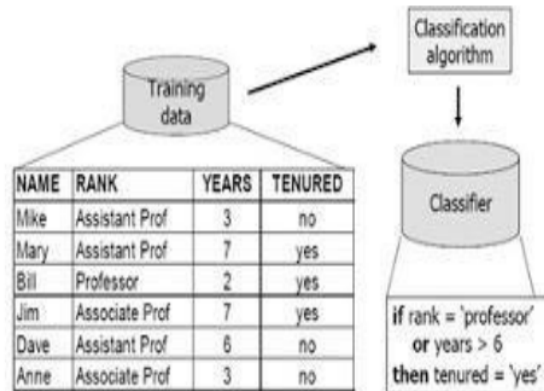 Classification
algorithm
Training
data
NAME RANK YEARS TENURED
Mike Assistant Prof 3 no
Mary Assistant Prof 7 yes
Bill Professor 2 yes
Jim Associate Prof 7 yes
Dave Assistant Prof 6 no
Anne Associate Prof 3 no
Classifier
if rank = 'professor'
or years > 6
then tenured = 'yes'